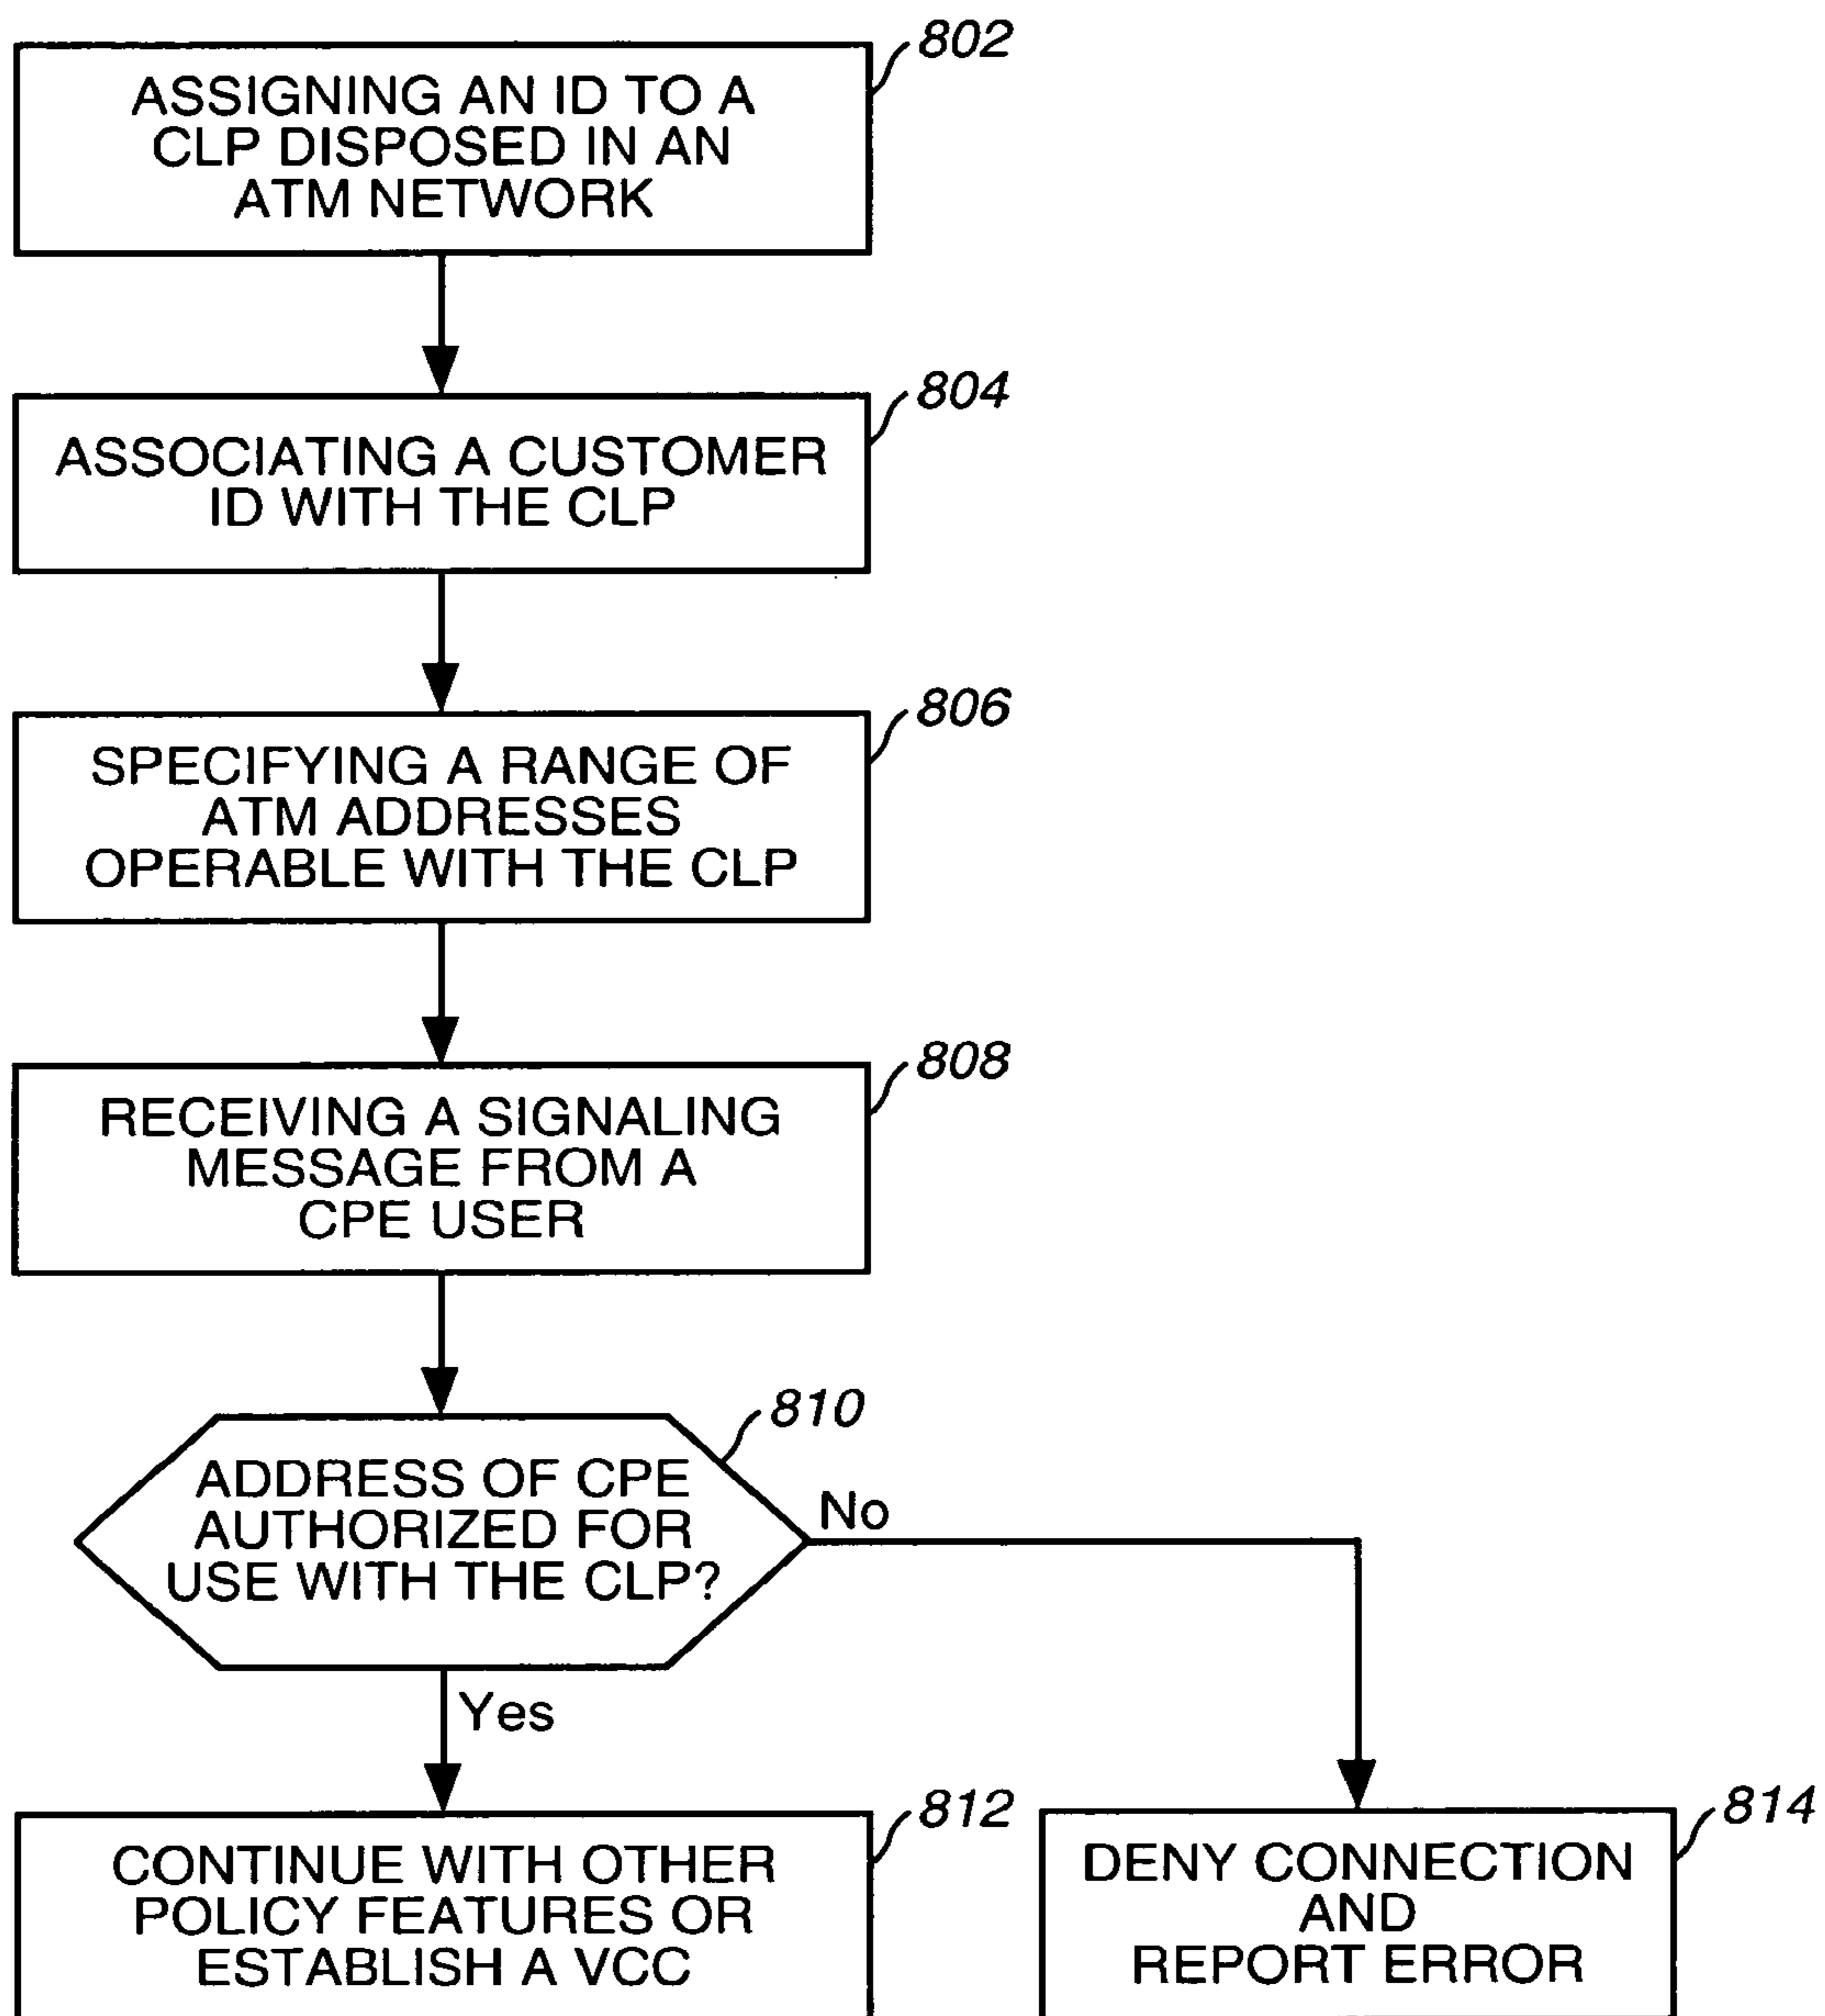 802
ASSIGNING AN ID TO A
CLP DISPOSED IN AN
ATM NETWORK
804
ASSOCIATING A CUSTOMER
ID WITH THE CLP
806
SPECIFYING A RANGE OF
ATM ADDRESSES
OPERABLE WITH THE CLP
808
RECEIVING A SIGNALING
MESSAGE FROM A
CPE USER
810
ADDRESS OF CPE
AUTHORIZED FOR
USE WITH THE CLP?
No
Yes
812
CONTINUE WITH OTHER
POLICY FEATURES OR
ESTABLISH A VCC
814
DENY CONNECTION
AND
REPORT ERROR